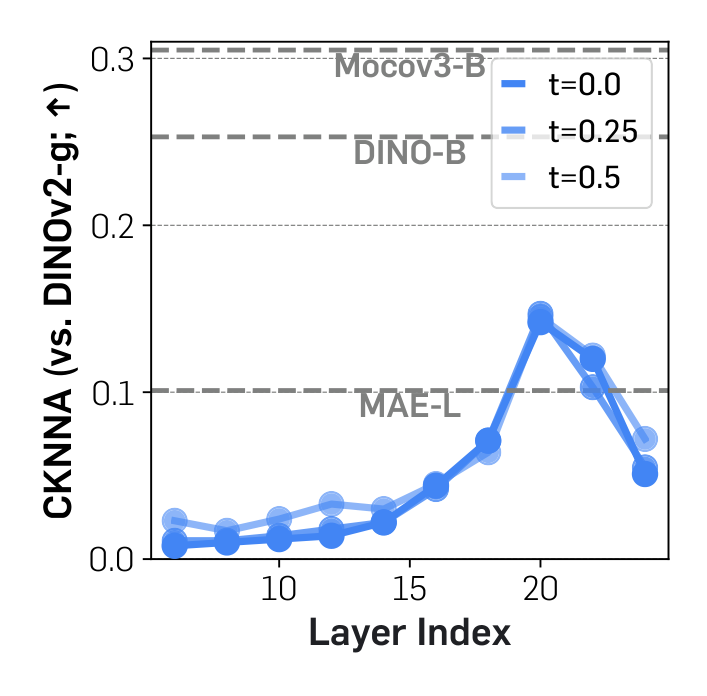 CKNNA (vs. DINOv2-g; ↑)
0.3
0.2
0.1
0.0
Mocov3-B
DINO-B
MAE-L
t=0.0
t=0.25
t=0.5
10
15
20
Layer Index